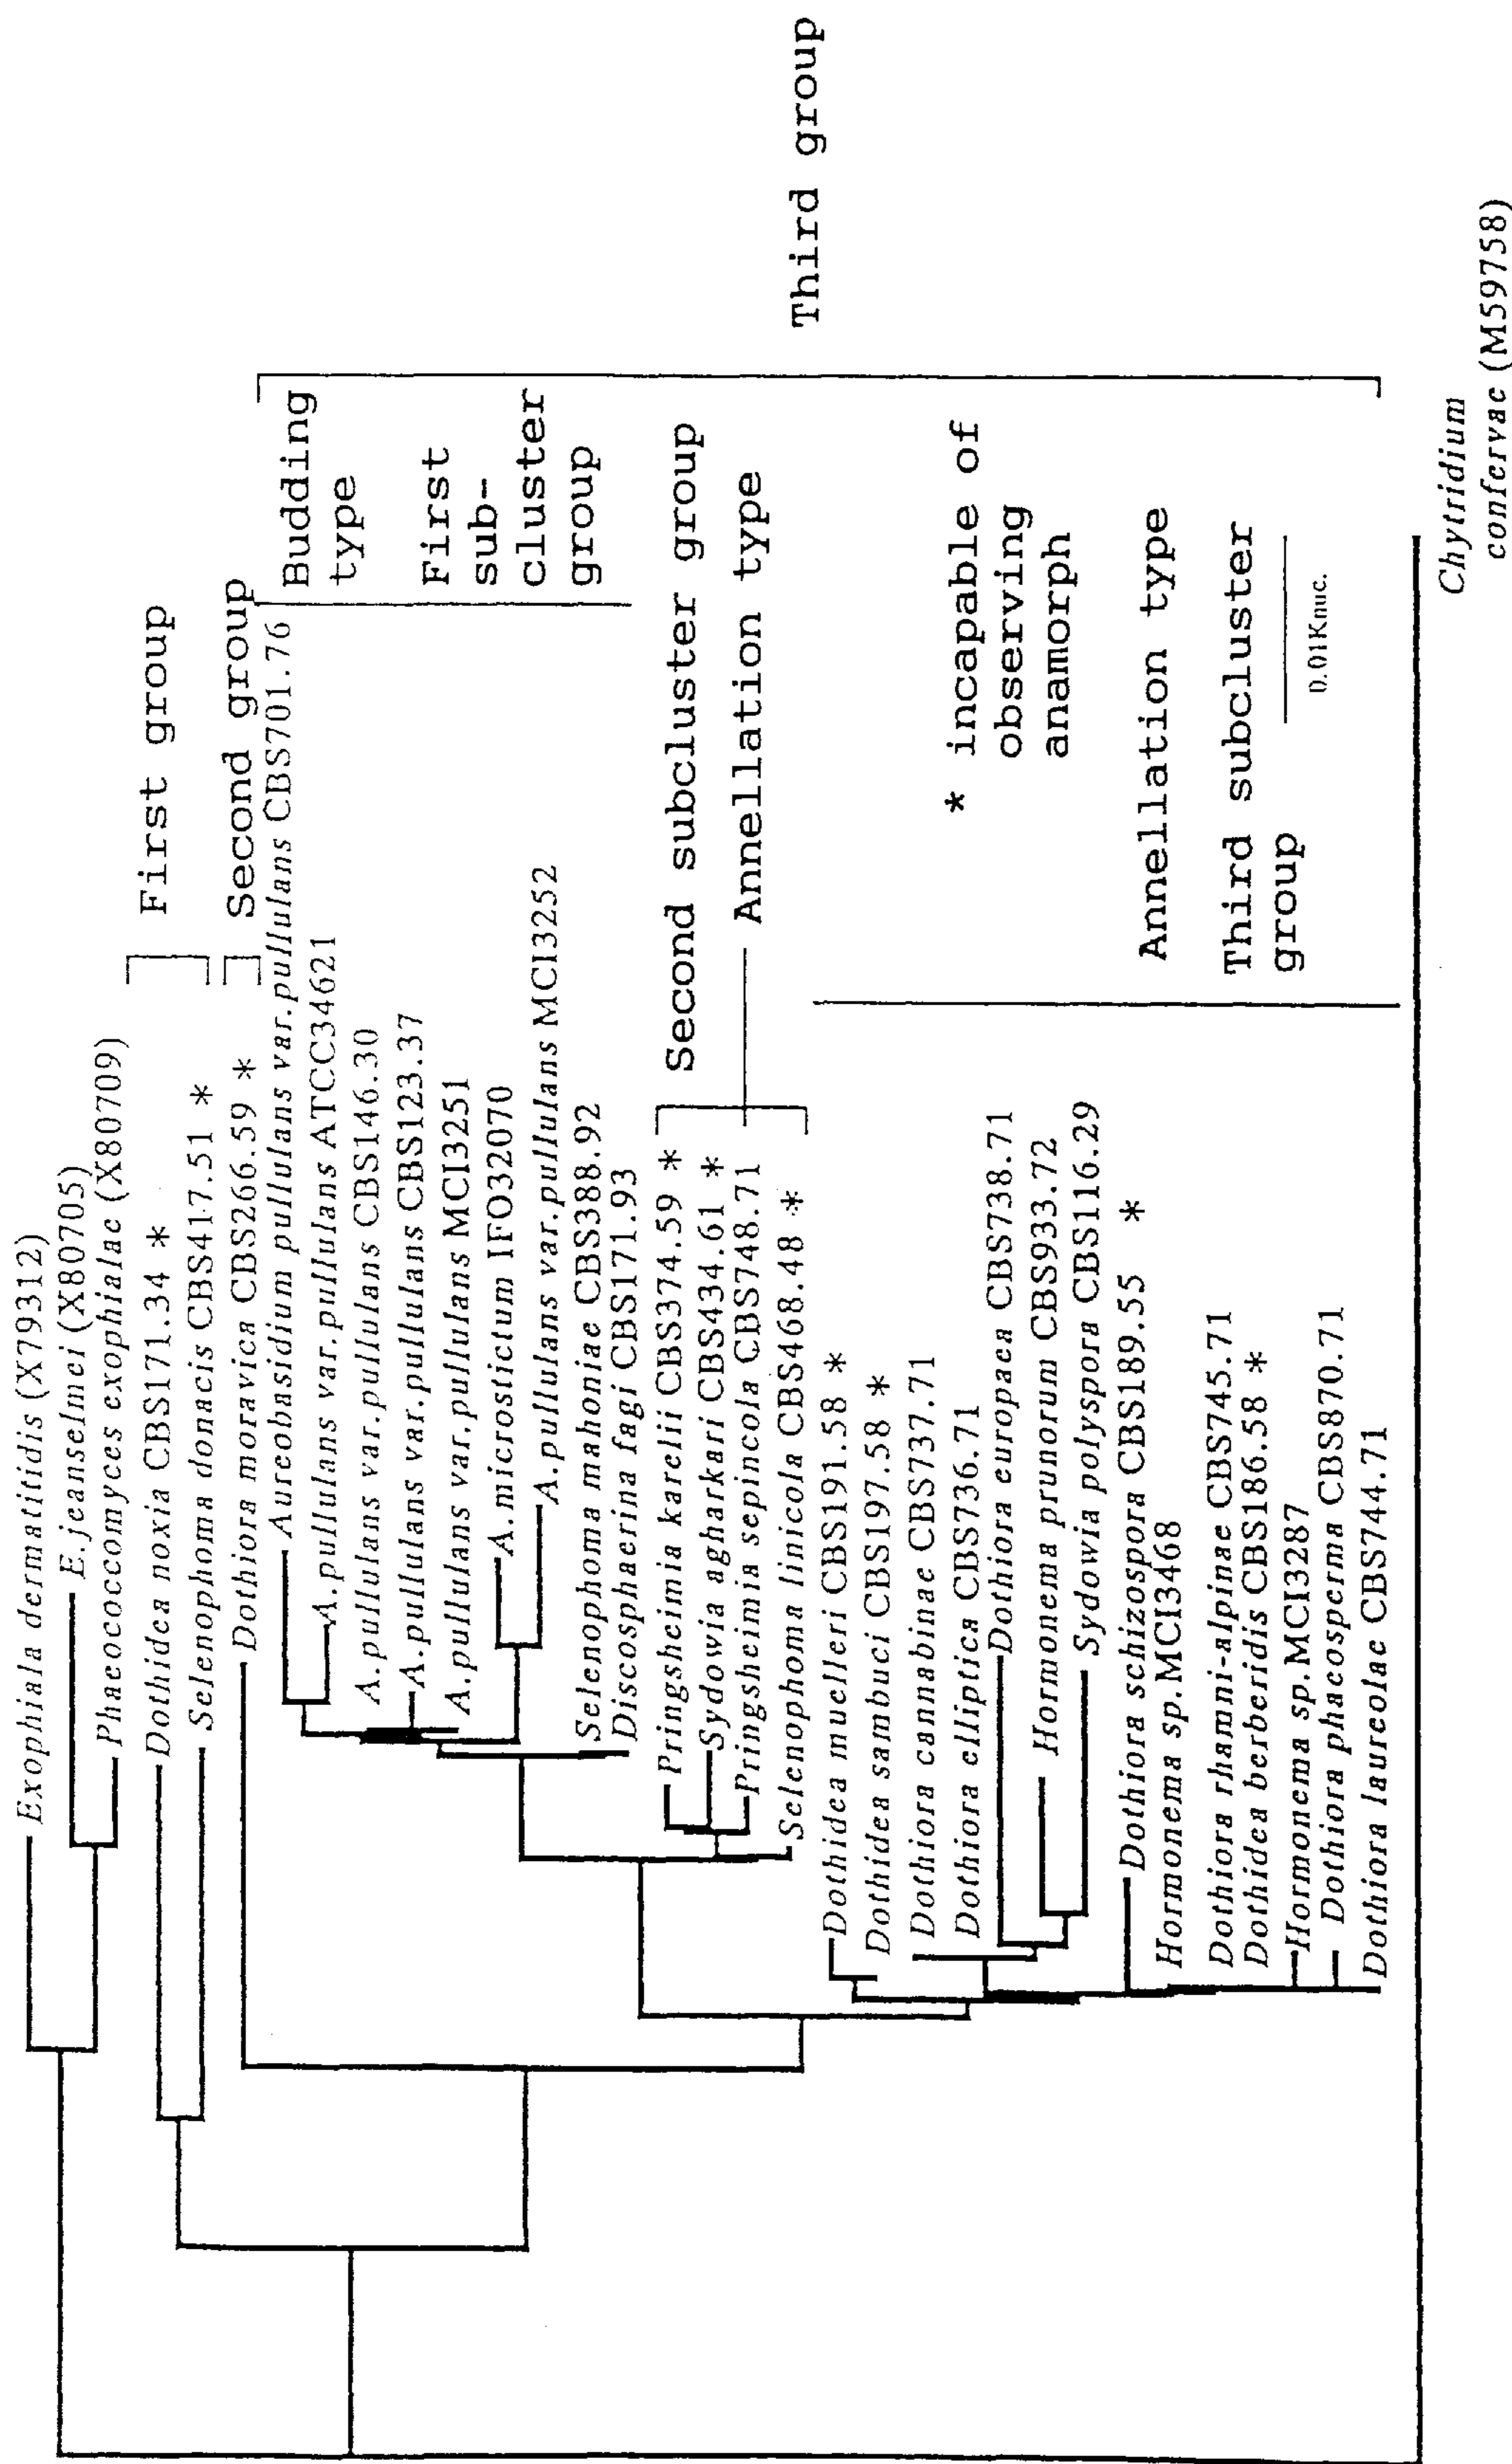 Exophiala dermatitidis (X79312)
E.jeanselmei (X80705)
Phaeococcomyces exophialac (X80709)
Dothidea noxia CBS171.34 *
Selenophoma donacis CBS417.51 *
Dothiora moravica CBS266.59 *
Aureobasidium pullulans var.pullulans CBS701.76
A.pullulans var.pullulans ATCC34621
A.pullulans var.pullulans CBS146.30
A.pullulans var.pullulans CBS123.37
A.pullulans var.pullulans MCI3251
A.microstictum IFO32070
A.pullulans var.pullulans MCI3252
Selenophoma mahoniae CBS388.92
Discosphaerina fagi CBS171.93
Pringsheimia karelii CBS374.59 *
Sydowia agharkari CBS434.61 *
Pringsheimia sepincola CBS748.71
Selenophoma linicola CBS468.48 *
Dothidea muelleri CBS191.58 *
Dothidea sambuci CBS197.58 *
Dothiora cannabinae CBS737.71
Dothiora elliptica CBS736.71
Dothiora europaea CBS738.71
Hormonema prunorum CBS933.72
Sydowia polyspora CBS116.29
Dothiora schizospora CBS189.55 *
Hormonema sp.MCI3468
Dothiora rhamni-alpinae CBS745.71
Dothidea berberidis CBS186.58 *
Hormonema sp.MCI3287
Dothiora phaeosperma CBS870.71
Dothiora laureolae CBS744.71
Chytridium
confervae (M59758)
First group
Second group
Budding
type
First
sub-
cluster
group
Second subcluster group
Annellation type
* incapable of
observing
anamorph
Annellation type
Third subcluster
group
0.01Knuc.
Third group